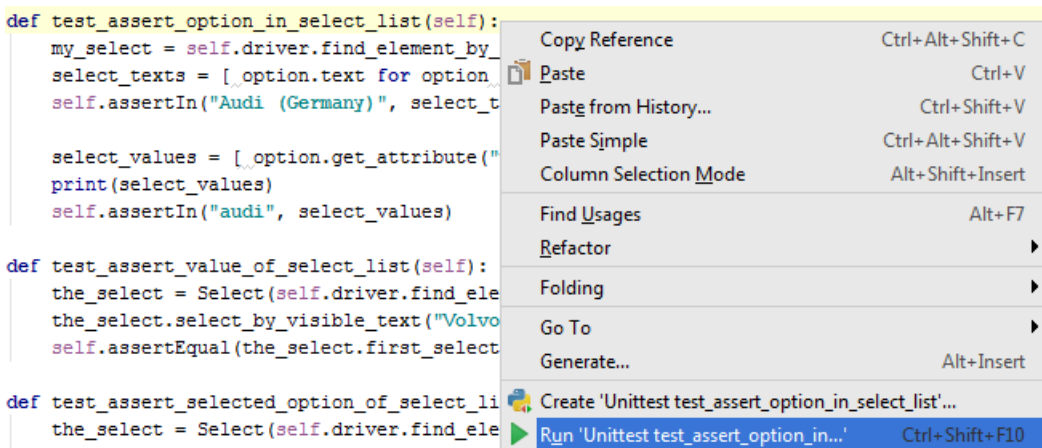 def test_assert_option_in_select_list(self):
my_select = self.driver.find_element_by_
select_texts = [ option.text for option
self.assertIn("Audi (Germany)", select_t
select_values = [ option.get_attribute("
print(select_values)
self.assertIn("audi", select_values)
def test_assert_value_of_select_list(self):
the_select = Select(self.driver.find_ele
the_select.select_by_visible_text("Volvo
self.assertEqual(the_select.first_select
def test_assert_selected_option_of_select_li
the_select = Select(self.driver.find_ele
Copy Reference Ctrl+Alt+Shift+C
Paste Ctrl+V
Paste from History... Ctrl+Shift+V
Paste Simple Ctrl+Alt+Shift+V
Column Selection Mode Alt+Shift+Insert
Find Usages Alt+F7
Refactor
Folding
Go To
Generate... Alt+Insert
Create 'Unittest test_assert_option_in_select_list'...
Run 'Unittest test_assert_option_in...' Ctrl+Shift+F10